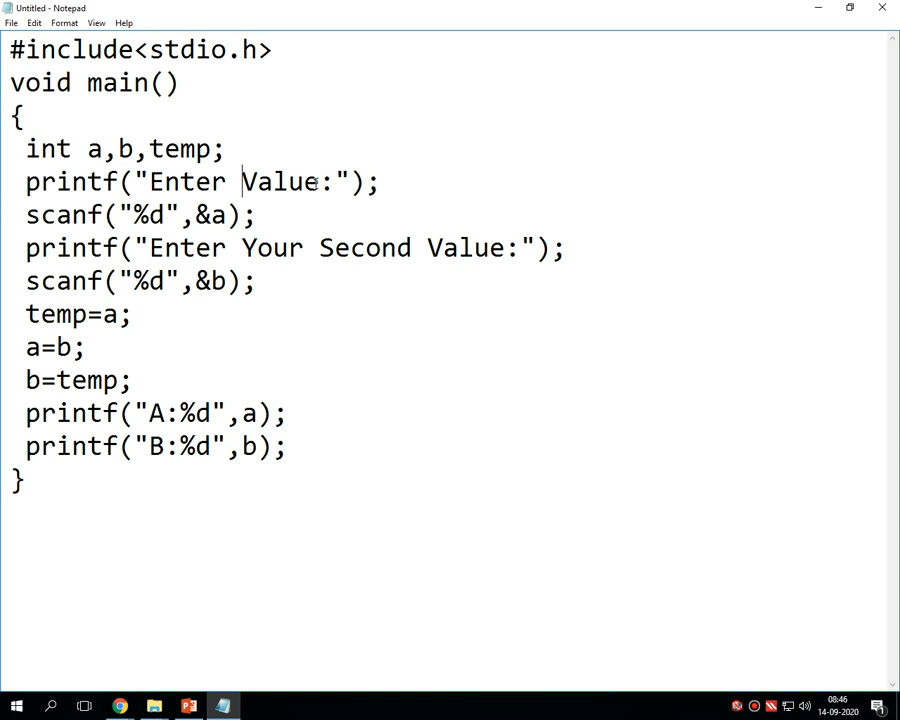 Untitled - Notepad
File Edit Format View Help
#include<stdio.h>
void main()
{
int a,b,temp;
printf("Enter Value:");
scanf("%d",&a);
printf("Enter Your Second Value:");
scanf("%d",&b);
temp=a;
a=b;
b=temp;
printf("A:%d",a);
printf("B:%d",b);
}
08:46
14-09-2020
1